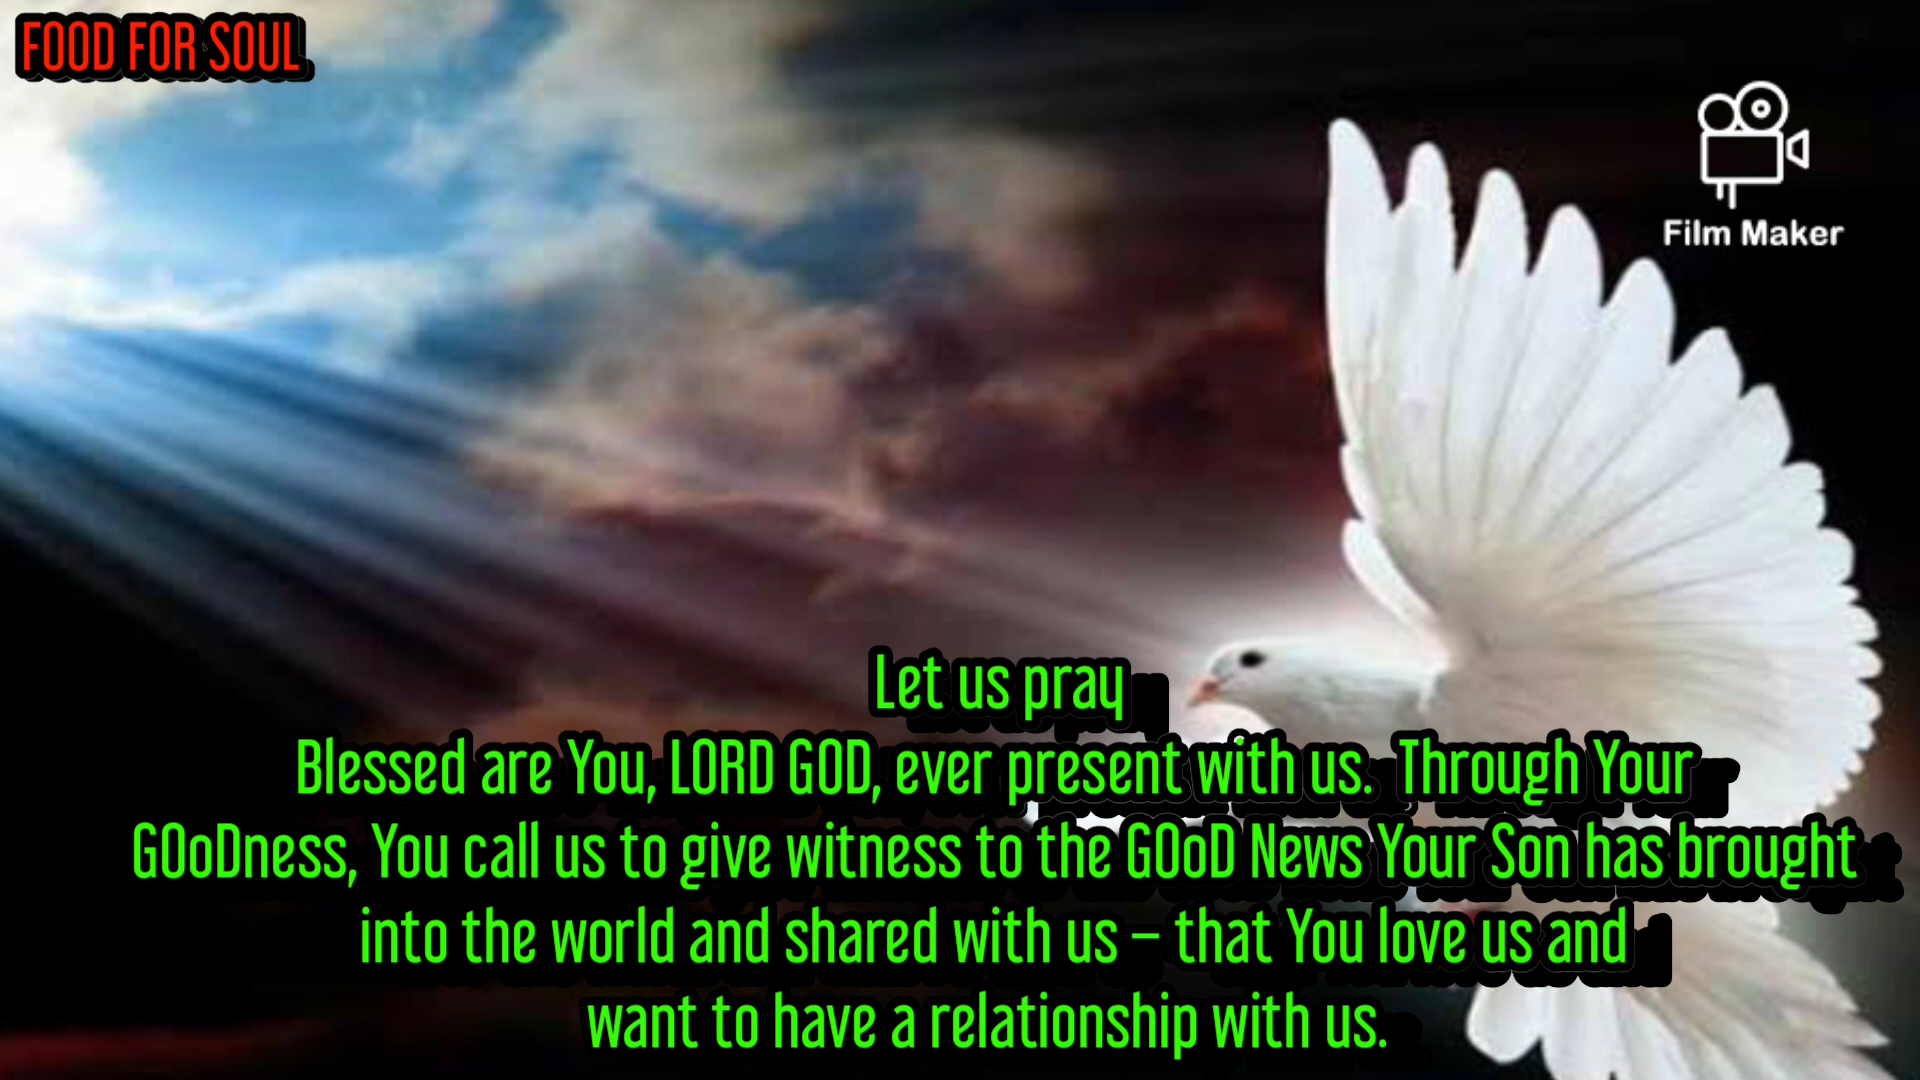 FOOD FOR SOUL
Film Maker
Let us pray
Blessed are You, LORD GOD, ever present with us.  Through Your
GOoDness, You call us to give witness to the GOoD News Your Son has brought
into the world and shared with us – that You love us and
want to have a relationship with us.